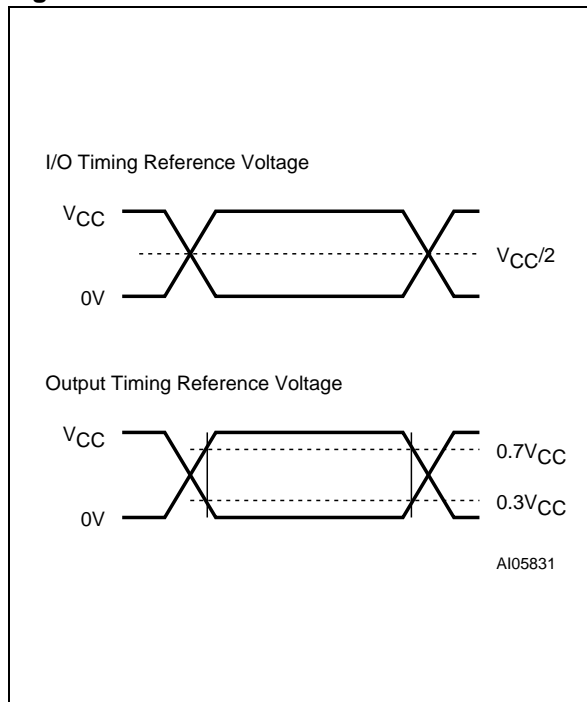 I/O Timing Reference Voltage
VCC
VCC/2
0V
Output Timing Reference Voltage
VCC
0.7VCC
0.3VCC
0V
AI05831